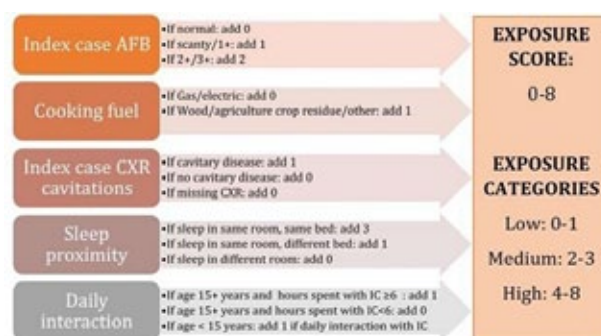 Index case AFB
•If normal: add 0
•If scanty/1+: add 1
•If 2+/3+: add 2
Cooking fuel
•If Gas/electric: add 0
•If Wood/agriculture crop residue/other: add 1
Index case CXR
cavitations
•If cavitary disease: add 1
•If no cavitary disease: add 0
•If missing CXR: add 0
Sleep
proximity
•If sleep in same room, same bed: add 3
•If sleep in same room, different bed: add 1
•If sleep in different room: add 0
Daily
interaction
•If age 15+ years and hours spent with IC ≥6 : add 1
•If age 15+ years and hours spent with IC<6: add 0
•If age < 15 years: add 1 if daily interaction with IC
EXPOSURE
SCORE:
0-8
EXPOSURE
CATEGORIES
Low: 0-1
Medium: 2-3
High: 4-8